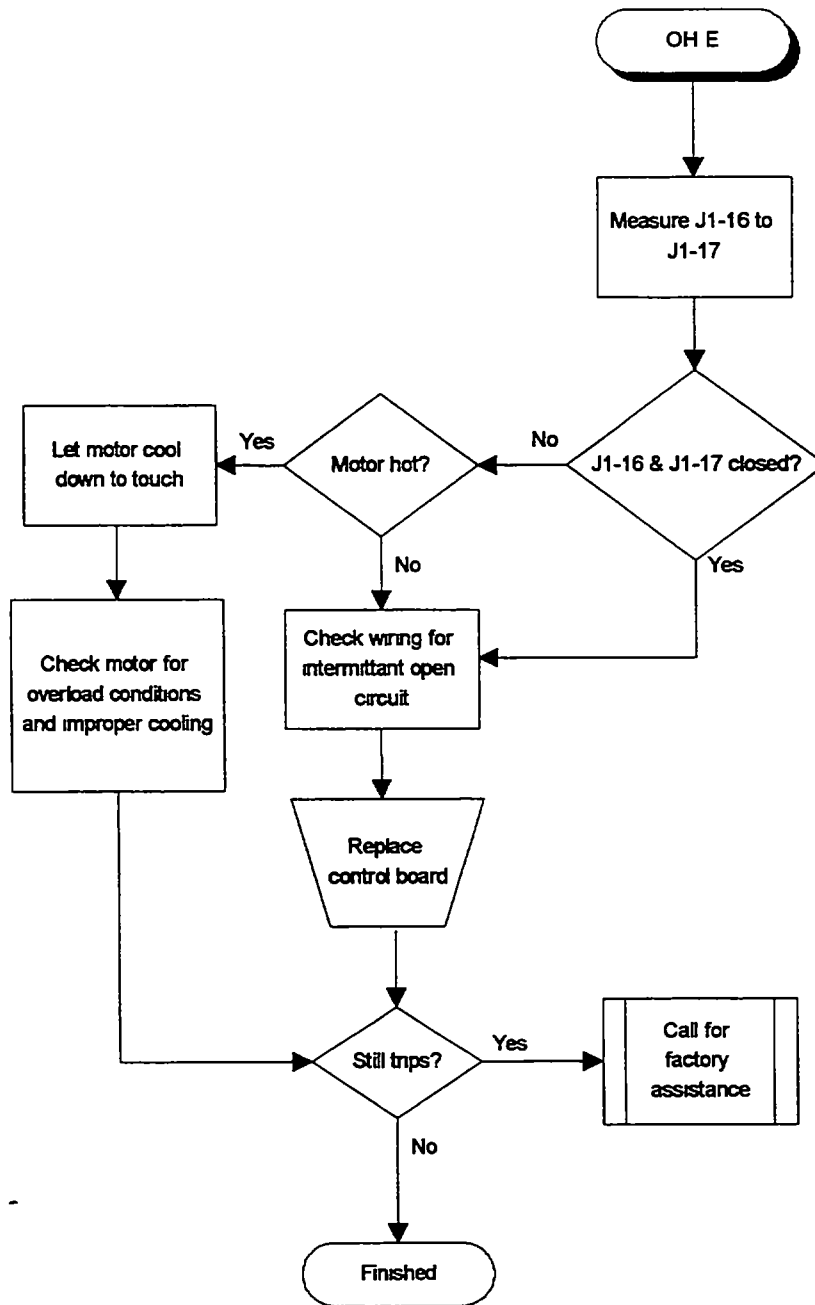 OH E
Measure J1-16 to
J1-17
J1-16 & J1-17 closed?
No
Yes
Motor hot?
Yes
No
Let motor cool
down to touch
Check motor for
overload conditions
and improper cooling
Check wiring for
intermittant open
circuit
Replace
control board
Still trips?
Yes
No
Call for
factory
assistance
Finished